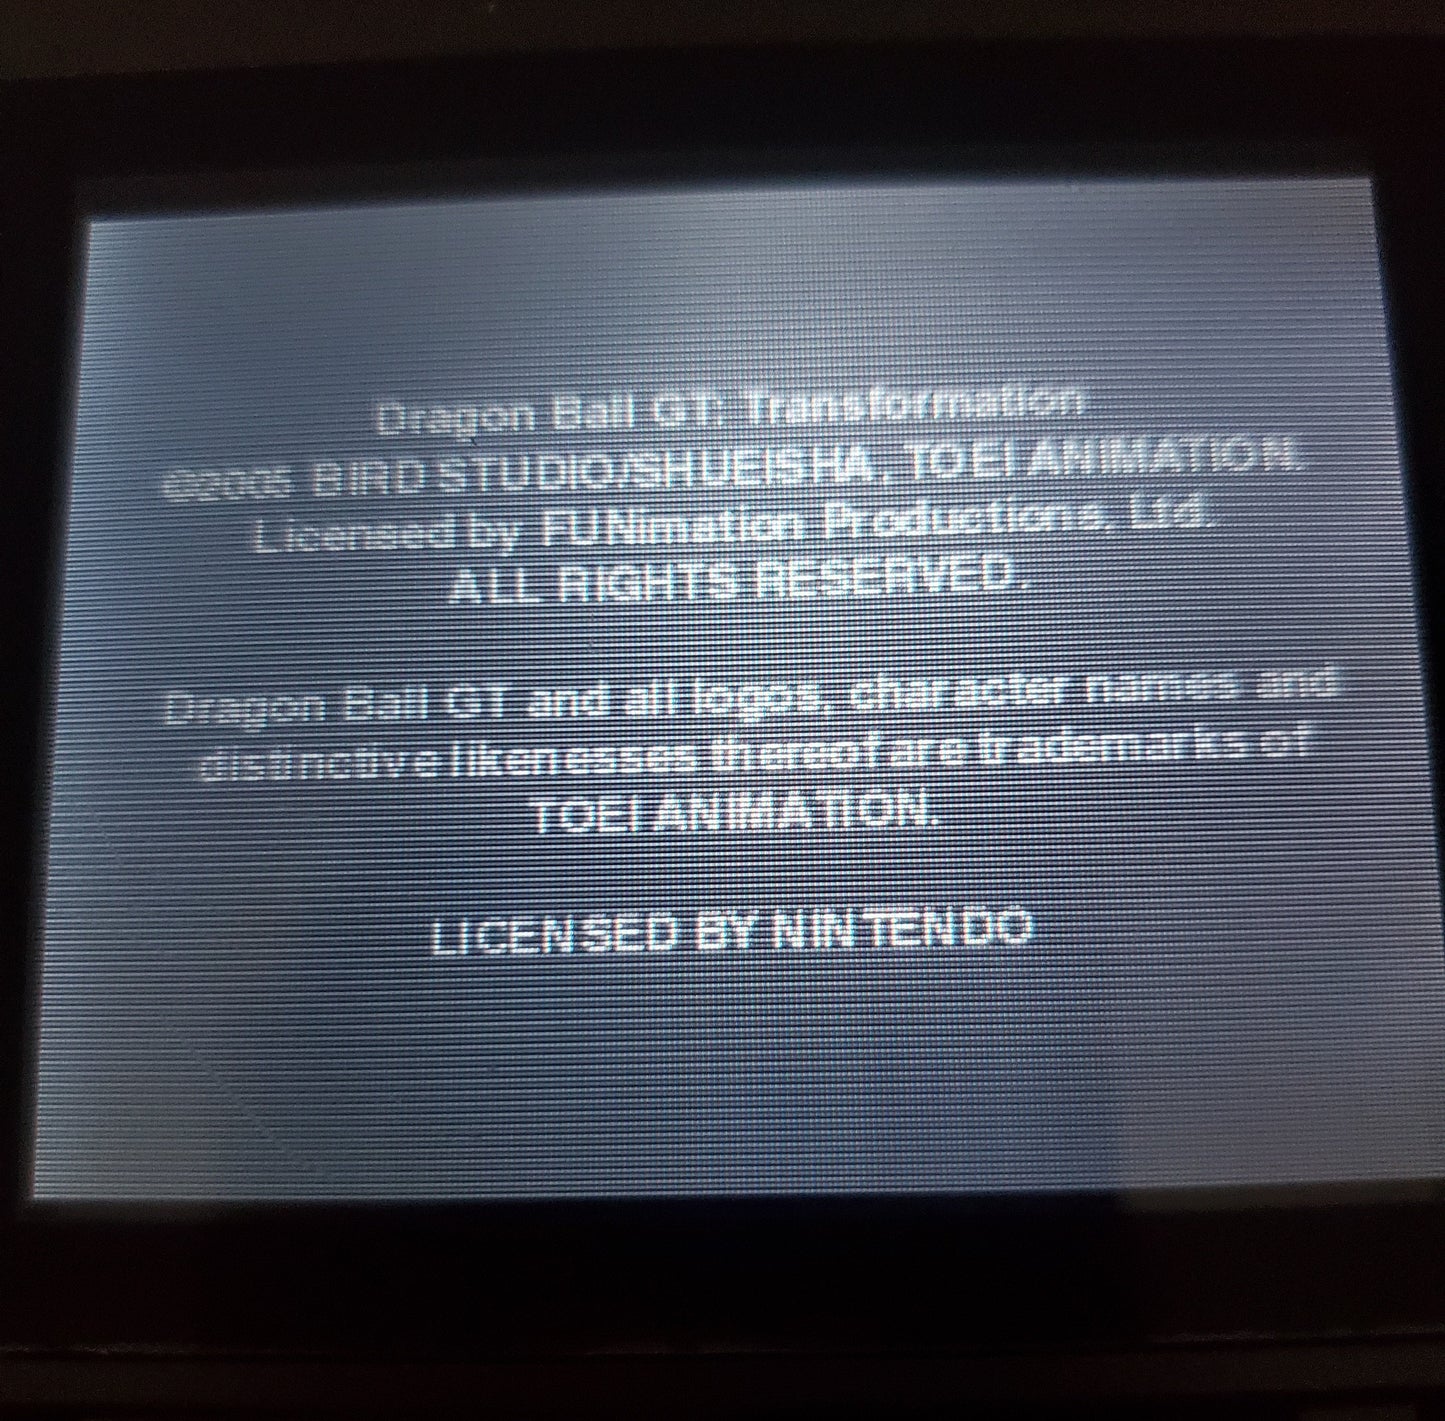 Dragon Ball GT: Transformation
©2005 BIRD STUDIO/SHUEISHA, TOEI ANIMATION.
Licensed by FUNimation Productions, Ltd.
ALL RIGHTS RESERVED.
Dragon Ball GT and all logos, character names and
distinctive likenesses thereof are trademarks of
TOEI ANIMATION.
LICENSED BY NINTENDO